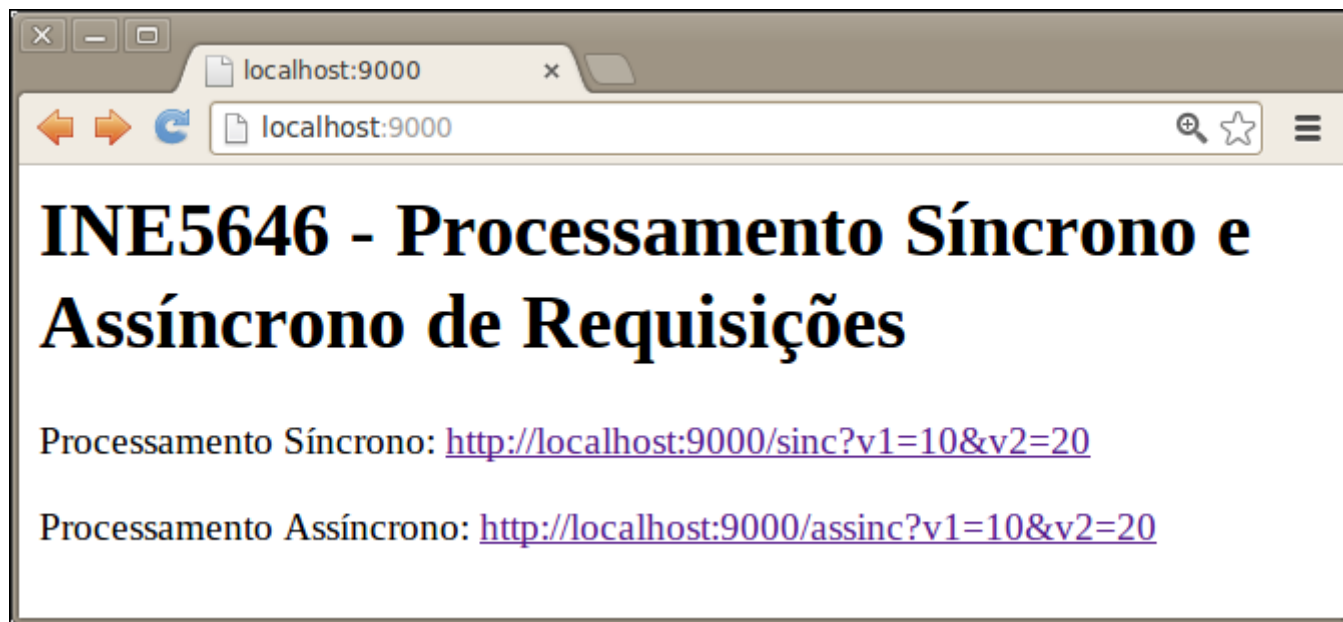 localhost:9000
localhost:9000
INE5646 - Processamento Síncrono e
Assíncrono de Requisições
Processamento Síncrono: http://localhost:9000/sinc?v1=10&v2=20
Processamento Assíncrono: http://localhost:9000/assinc?v1=10&v2=20